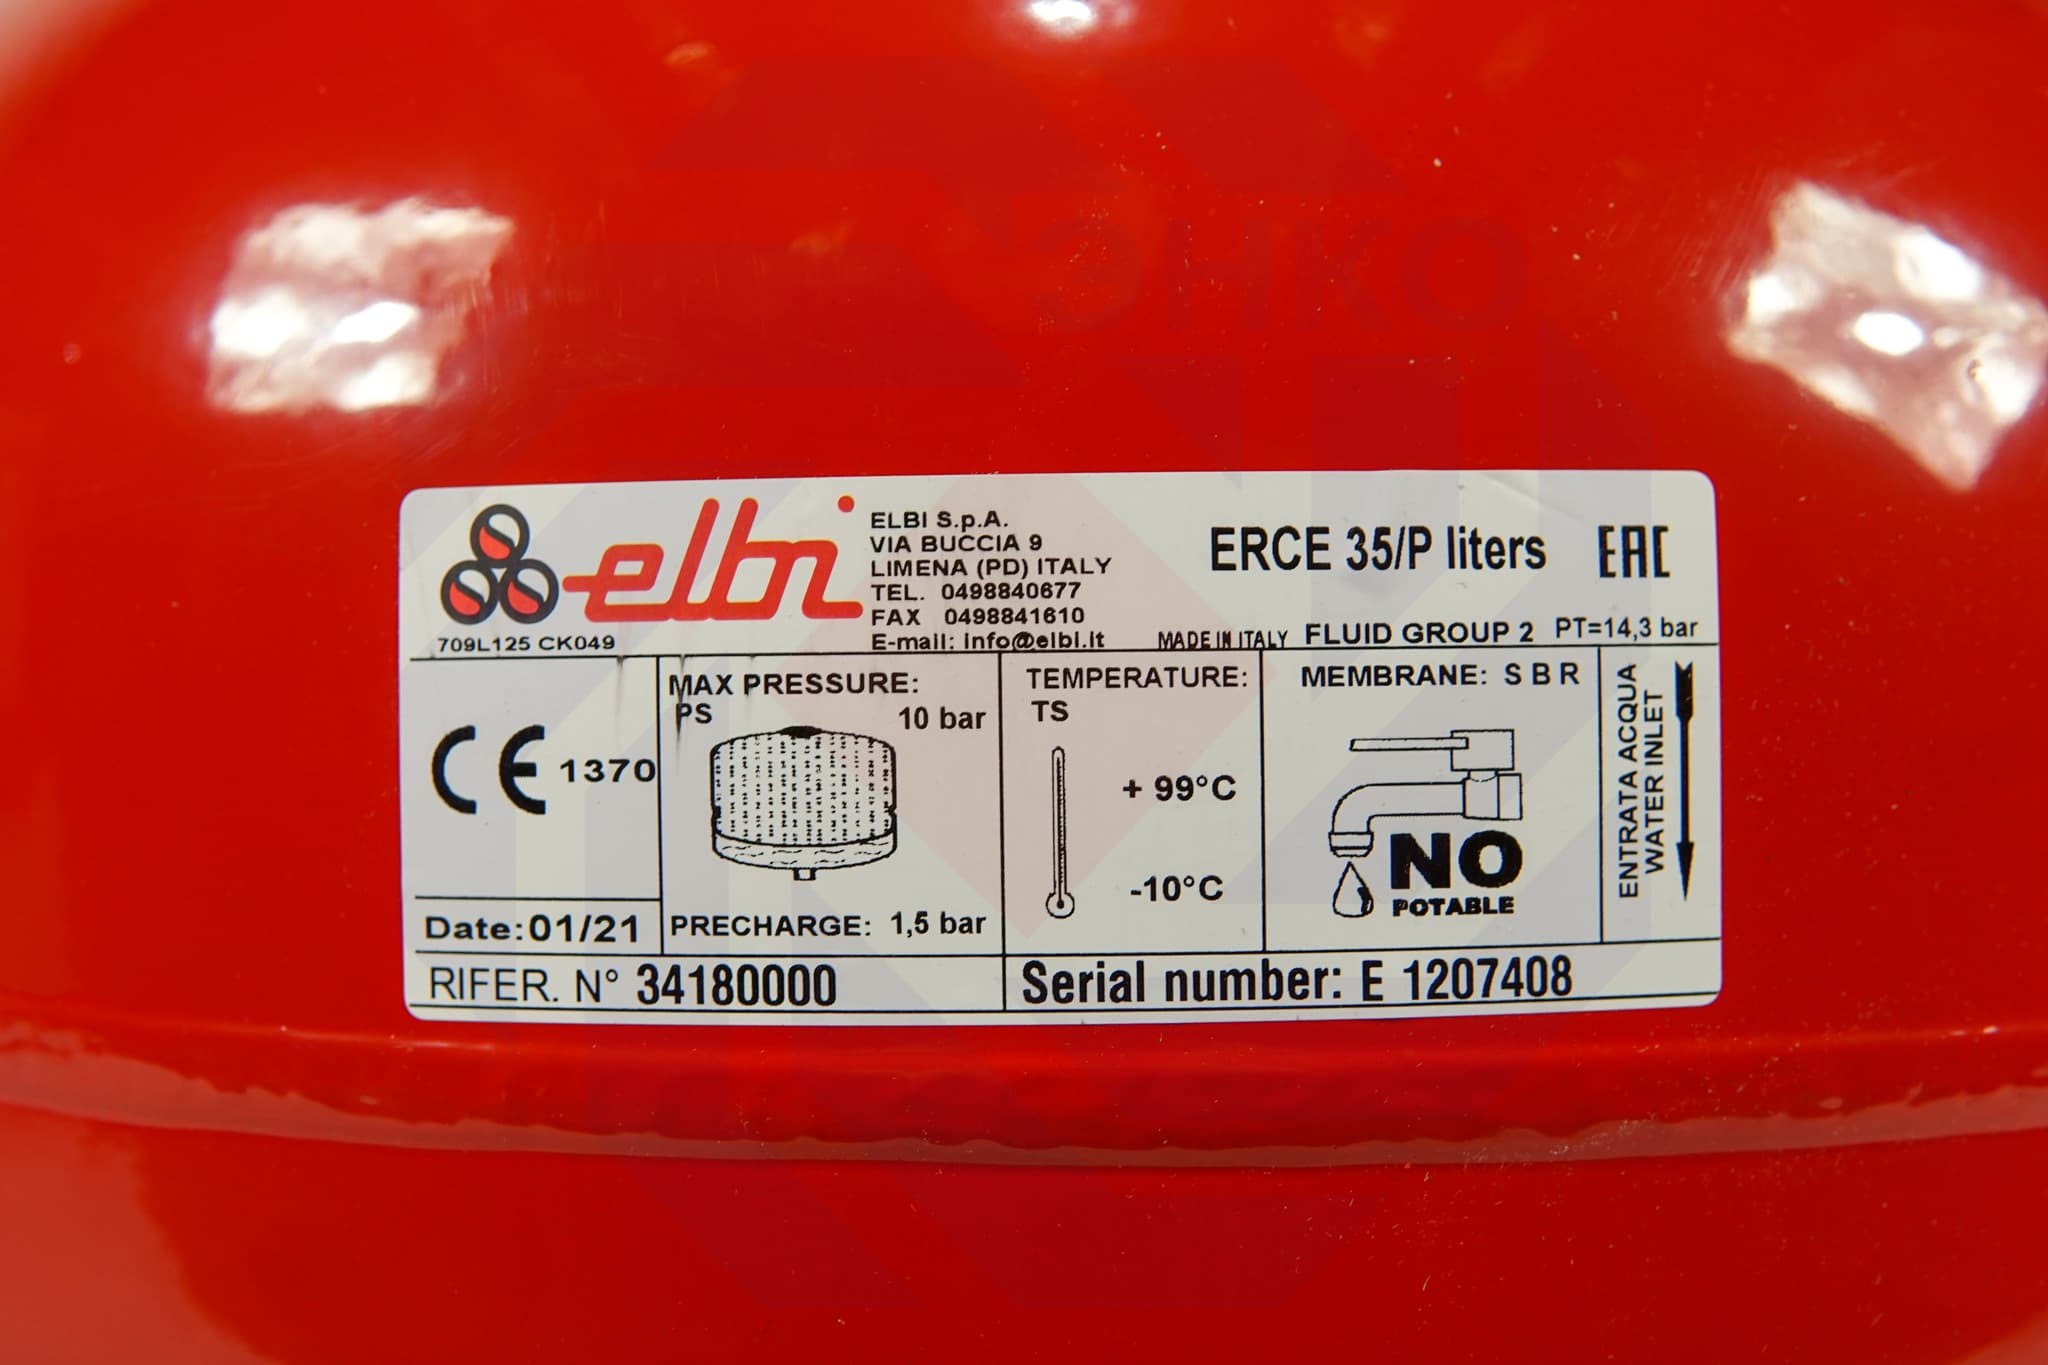 ЭНКО
elbi
709L125 CK049
ELBI S.p.A.
VIA BUCCIA 9
LIMENA (PD) ITALY
TEL. 0498840677
FAX 0498841610
E-mail: info@elbi.it
ERCE 35/P liters
EAC
MADE IN ITALY FLUID GROUP 2 PT=14,3 bar
CE 1370
Date: 01/21
MAX PRESSURE:
PS 10 bar
PRECHARGE: 1,5 bar
TEMPERATURE:
TS
+ 99°C
-10°C
MEMBRANE: S B R
NO
POTABLE
ENTRATA ACQUA
WATER INLET
RIFER. N° 34180000
Serial number: E 1207408